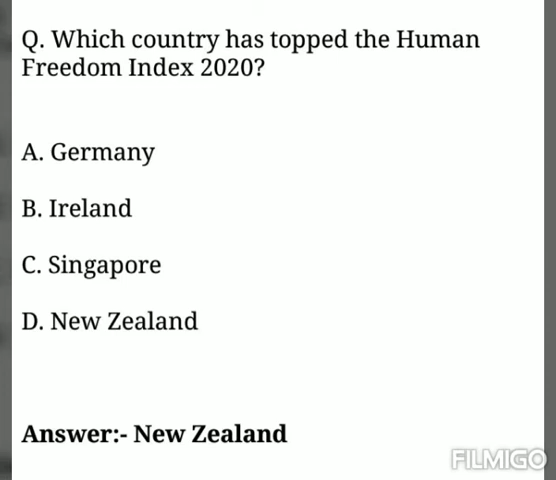 Q. Which country has topped the Human
Freedom Index 2020?
A. Germany
B. Ireland
C. Singapore
D. New Zealand
Answer:- New Zealand
FILMIGO